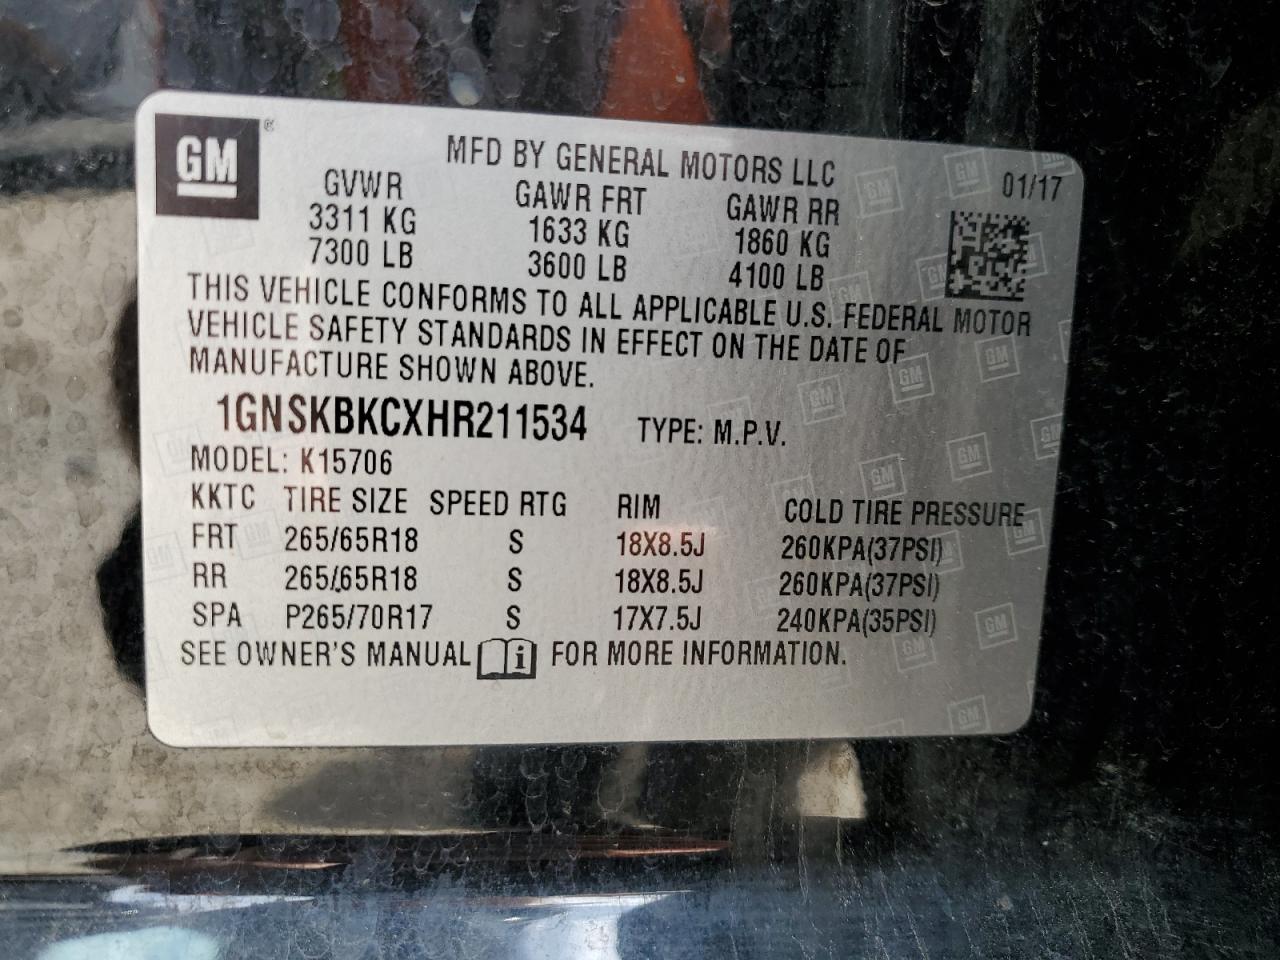 GM
MFD BY GENERAL MOTORS LLC
01/17
GVWR GAWR FRT GAWR RR
3311 KG 1633 KG 1860 KG
7300 LB 3600 LB 4100 LB
THIS VEHICLE CONFORMS TO ALL APPLICABLE U.S. FEDERAL MOTOR
VEHICLE SAFETY STANDARDS IN EFFECT ON THE DATE OF
MANUFACTURE SHOWN ABOVE.
1GNSKBKCXHR211534 TYPE: M.P.V.
MODEL: K15706
KKTC TIRE SIZE SPEED RTG RIM COLD TIRE PRESSURE
FRT 265/65R18 S 18X8.5J 260KPA(37PSI)
RR 265/65R18 S 18X8.5J 260KPA(37PSI)
SPA P265/70R17 S 17X7.5J 240KPA(35PSI)
SEE OWNER'S MANUAL i FOR MORE INFORMATION.